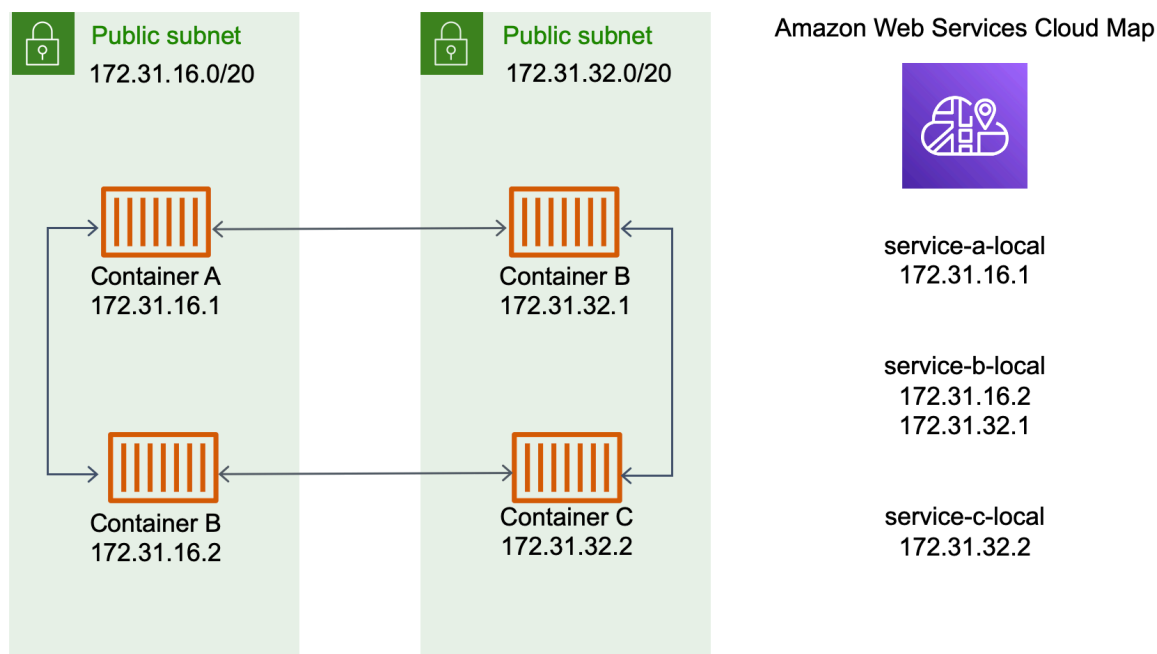 Public subnet
172.31.16.0/20
Container A
172.31.16.1
Container B
172.31.16.2
Public subnet
172.31.32.0/20
Container B
172.31.32.1
Container C
172.31.32.2
Amazon Web Services Cloud Map
service-a-local
172.31.16.1
service-b-local
172.31.16.2
172.31.32.1
service-c-local
172.31.32.2